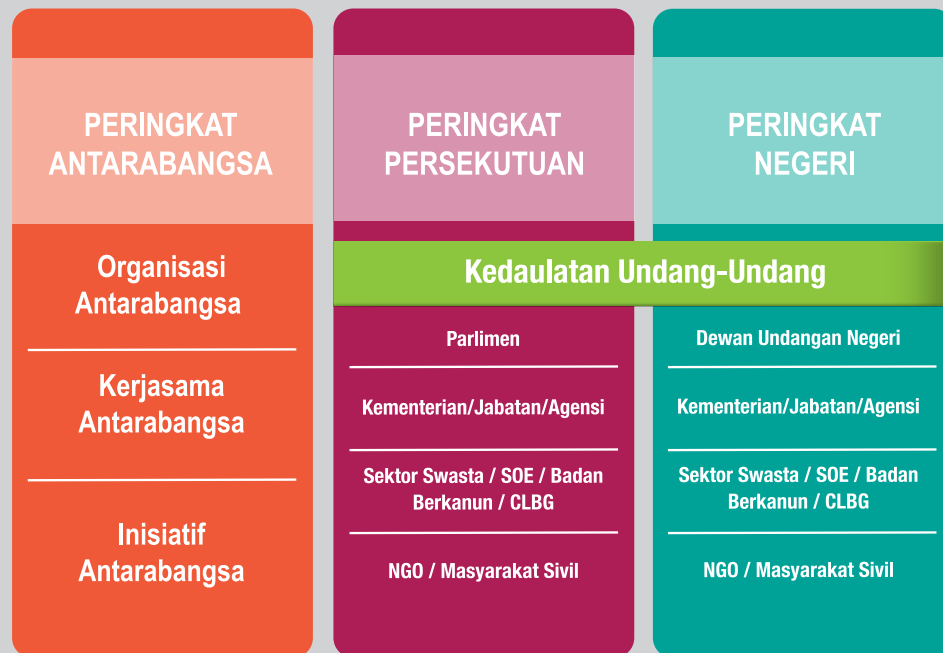 PERINGKAT
ANTARABANGSA
Organisasi
Antarabangsa
Kerjasama
Antarabangsa
Inisiatif
Antarabangsa
PERINGKAT
PERSEKUTUAN
PERINGKAT
NEGERI
Kedaulatan Undang-Undang
Parlimen
Kementerian/Jabatan/Agensi
Sektor Swasta / SOE / Badan
Berkanun / CLBG
NGO / Masyarakat Sivil
Dewan Undangan Negeri
Kementerian/Jabatan/Agensi
Sektor Swasta / SOE / Badan
Berkanun / CLBG
NGO / Masyarakat Sivil